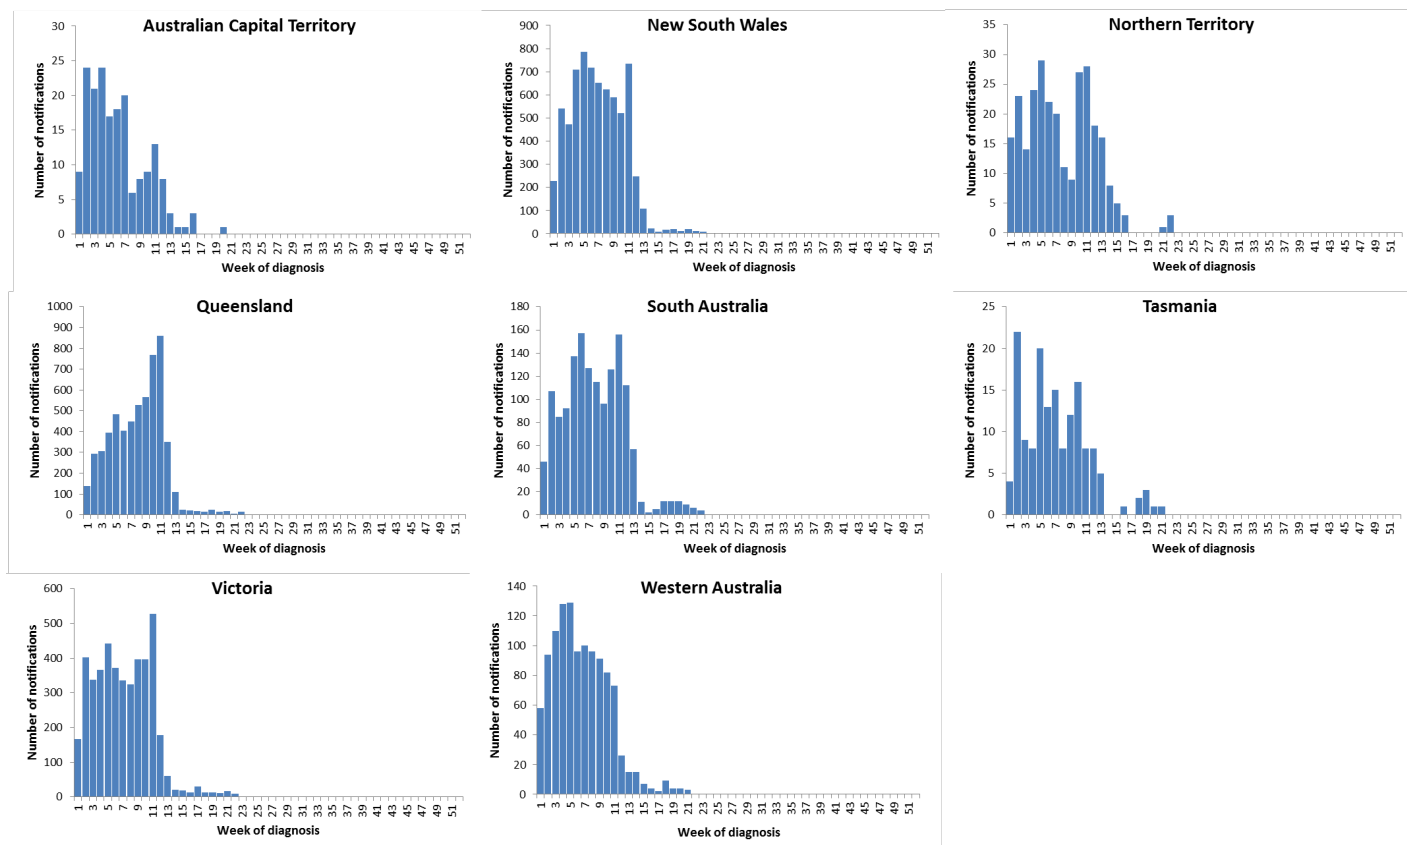 Australian Capital Territory
Number of notifications
30
25
20
15
10
5
0
1 3 5 7 9 11 13 15 17 19 21 23 25 27 29 31 33 35 37 39 41 43 45 47 49 51
Week of diagnosis
New South Wales
Number of notifications
900
800
700
600
500
400
300
200
100
0
1 3 5 7 9 11 13 15 17 19 21 23 25 27 29 31 33 35 37 39 41 43 45 47 49 51
Week of diagnosis
Northern Territory
Number of notifications
35
30
25
20
15
10
5
0
1 3 5 7 9 11 13 15 17 19 21 23 25 27 29 31 33 35 37 39 41 43 45 47 49 51
Week of diagnosis
Queensland
Number of notifications
1000
900
800
700
600
500
400
300
200
100
0
1 3 5 7 9 11 13 15 17 19 21 23 25 27 29 31 33 35 37 39 41 43 45 47 49 51
Week of diagnosis
South Australia
Number of notifications
180
160
140
120
100
80
60
40
20
0
1 3 5 7 9 11 13 15 17 19 21 23 25 27 29 31 33 35 37 39 41 43 45 47 49 51
Week of diagnosis
Tasmania
Number of notifications
25
20
15
10
5
0
1 3 5 7 9 11 13 15 17 19 21 23 25 27 29 31 33 35 37 39 41 43 45 47 49 51
Week of diagnosis
Victoria
Number of notifications
600
500
400
300
200
100
0
1 3 5 7 9 11 13 15 17 19 21 23 25 27 29 31 33 35 37 39 41 43 45 47 49 51
Week of diagnosis
Western Australia
Number of notifications
140
120
100
80
60
40
20
0
1 3 5 7 9 11 13 15 17 19 21 23 25 27 29 31 33 35 37 39 41 43 45 47 49 51
Week of diagnosis